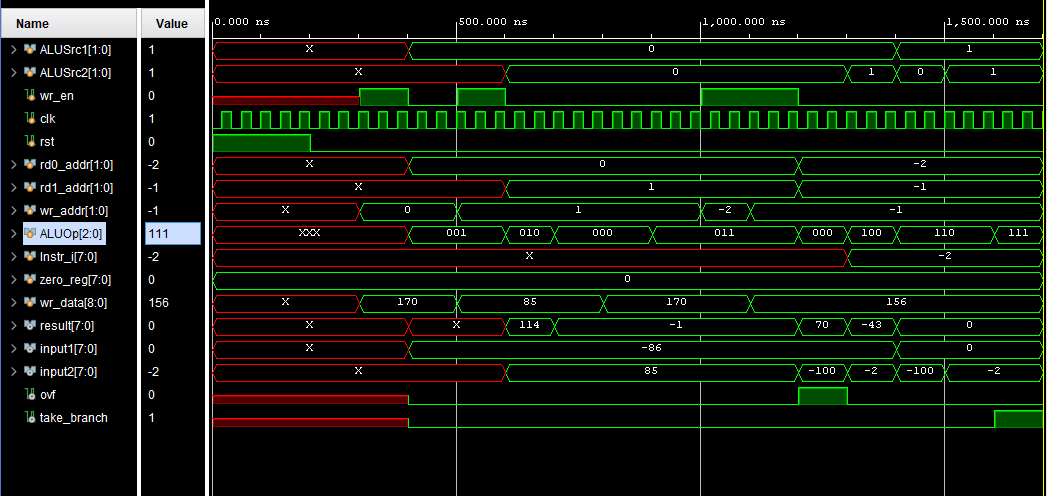 Name Value 0.000 ns 500.000 ns 1,000.000 ns 1,500.000 ns
ALUSrc1[1:0] 1 X 0 1
ALUSrc2[1:0] 1 X 0 1 0 1
wr_en 0
clk 1
rst 0
rd0_addr[1:0] -2 X 0 -2
rd1_addr[1:0] -1 X 1 -1
wr_addr[1:0] -1 X 0 1 -2 -1
ALUOp[2:0] 111 XXX 001 010 000 011 000 100 110 111
Instr_i[7:0] -2 X -2
zero_reg[7:0] 0 0
wr_data[8:0] 156 X 170 85 170 156
result[7:0] 0 X X 114 -1 70 -43 0
input1[7:0] 0 X -86 0
input2[7:0] -2 X 85 -100 -2 -100 -2
ovf 0
take_branch 1